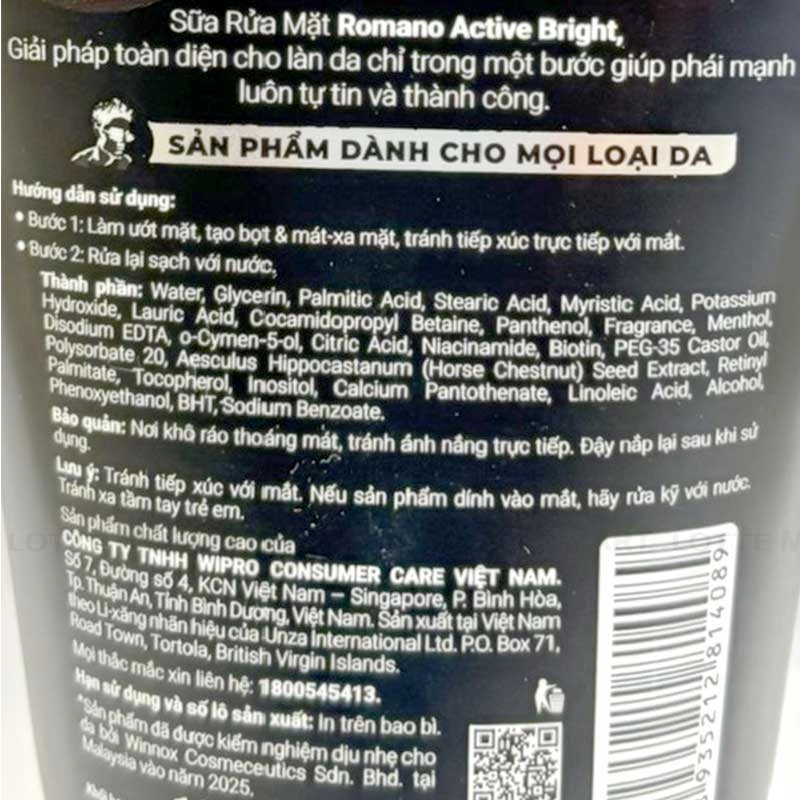 Sữa Rửa Mặt Romano Active Bright,
Giải pháp toàn diện cho làn da chỉ trong một bước giúp phái mạnh
luôn tự tin và thành công.
SẢN PHẨM DÀNH CHO MỌI LOẠI DA
Hướng dẫn sử dụng:
• Bước 1: Làm ướt mặt, tạo bọt & mát-xa mặt, tránh tiếp xúc trực tiếp với mắt.
• Bước 2: Rửa lại sạch với nước.
Thành phần: Water, Glycerin, Palmitic Acid, Stearic Acid, Myristic Acid, Potassium
Hydroxide, Lauric Acid, Cocamidopropyl Betaine, Panthenol, Fragrance, Menthol,
Disodium EDTA, o-Cymen-5-ol, Citric Acid, Niacinamide, Biotin, PEG-35 Castor Oil,
Polysorbate 20, Aesculus Hippocastanum (Horse Chestnut) Seed Extract, Retinyl
Palmitate, Tocopherol, Inositol, Calcium Pantothenate, Linoleic Acid, Alcohol,
Phenoxyethanol, BHT, Sodium Benzoate.
Bảo quản: Nơi khô ráo thoáng mát, tránh ánh nắng trực tiếp. Đậy nắp lại sau khi sử
dụng.
Lưu ý: Tránh tiếp xúc với mắt. Nếu sản phẩm dính vào mắt, hãy rửa kỹ với nước.
Tránh xa tầm tay trẻ em.
Sản phẩm chất lượng cao của
CÔNG TY TNHH WIPRO CONSUMER CARE VIỆT NAM.
Số 7, Đường số 4, KCN Việt Nam – Singapore, P. Bình Hòa,
Tp. Thuận An, Tỉnh Bình Dương, Việt Nam. Sản xuất tại Việt Nam
theo Li-xăng nhãn hiệu của Unza International Ltd. P.O. Box 71,
Road Town, Tortola, British Virgin Islands.
Mọi thắc mắc xin liên hệ: 1800545413.
Hạn sử dụng và số lô sản xuất: In trên bao bì.
*Sản phẩm đã được kiểm nghiệm dịu nhẹ cho
da bởi Winnox Cosmeceutics Sdn. Bhd. tại
Malaysia vào năm 2025.
8935212814089